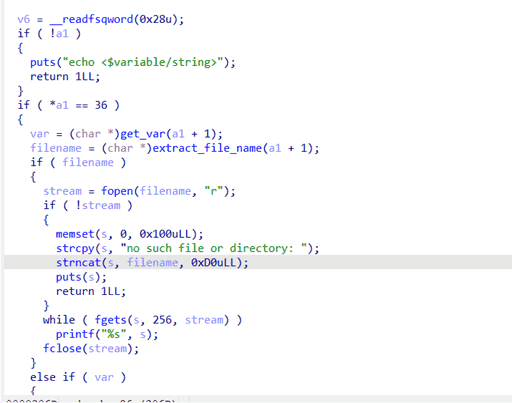 v6 = __readfsqword(0x28u);
if ( !a1 )
{
puts("echo <$variable/string>");
return 1LL;
}
if ( *a1 == 36 )
{
var = (char *)get_var(a1 + 1);
filename = (char *)extract_file_name(a1 + 1);
if ( filename )
{
stream = fopen(filename, "r");
if ( !stream )
{
memset(s, 0, 0x100uLL);
strcpy(s, "no such file or directory: ");
strncat(s, filename, 0xD0uLL);
puts(s);
return 1LL;
}
while ( fgets(s, 256, stream) )
printf("%s", s);
fclose(stream);
}
else if ( var )
{